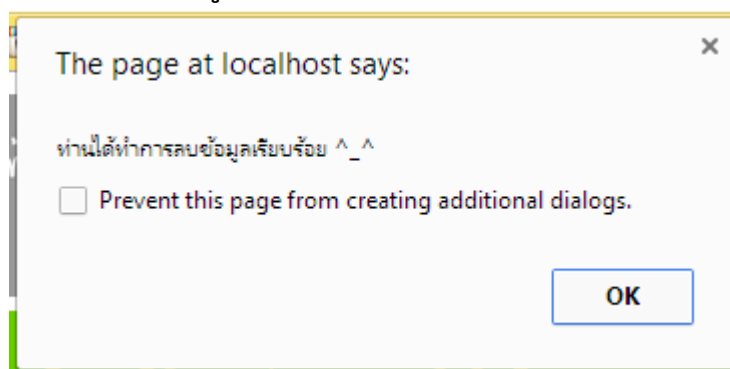 The page at localhost says:
ท่านได้ทำการลบข้อมูลเรียบร้อย ^_^
Prevent this page from creating additional dialogs.
OK